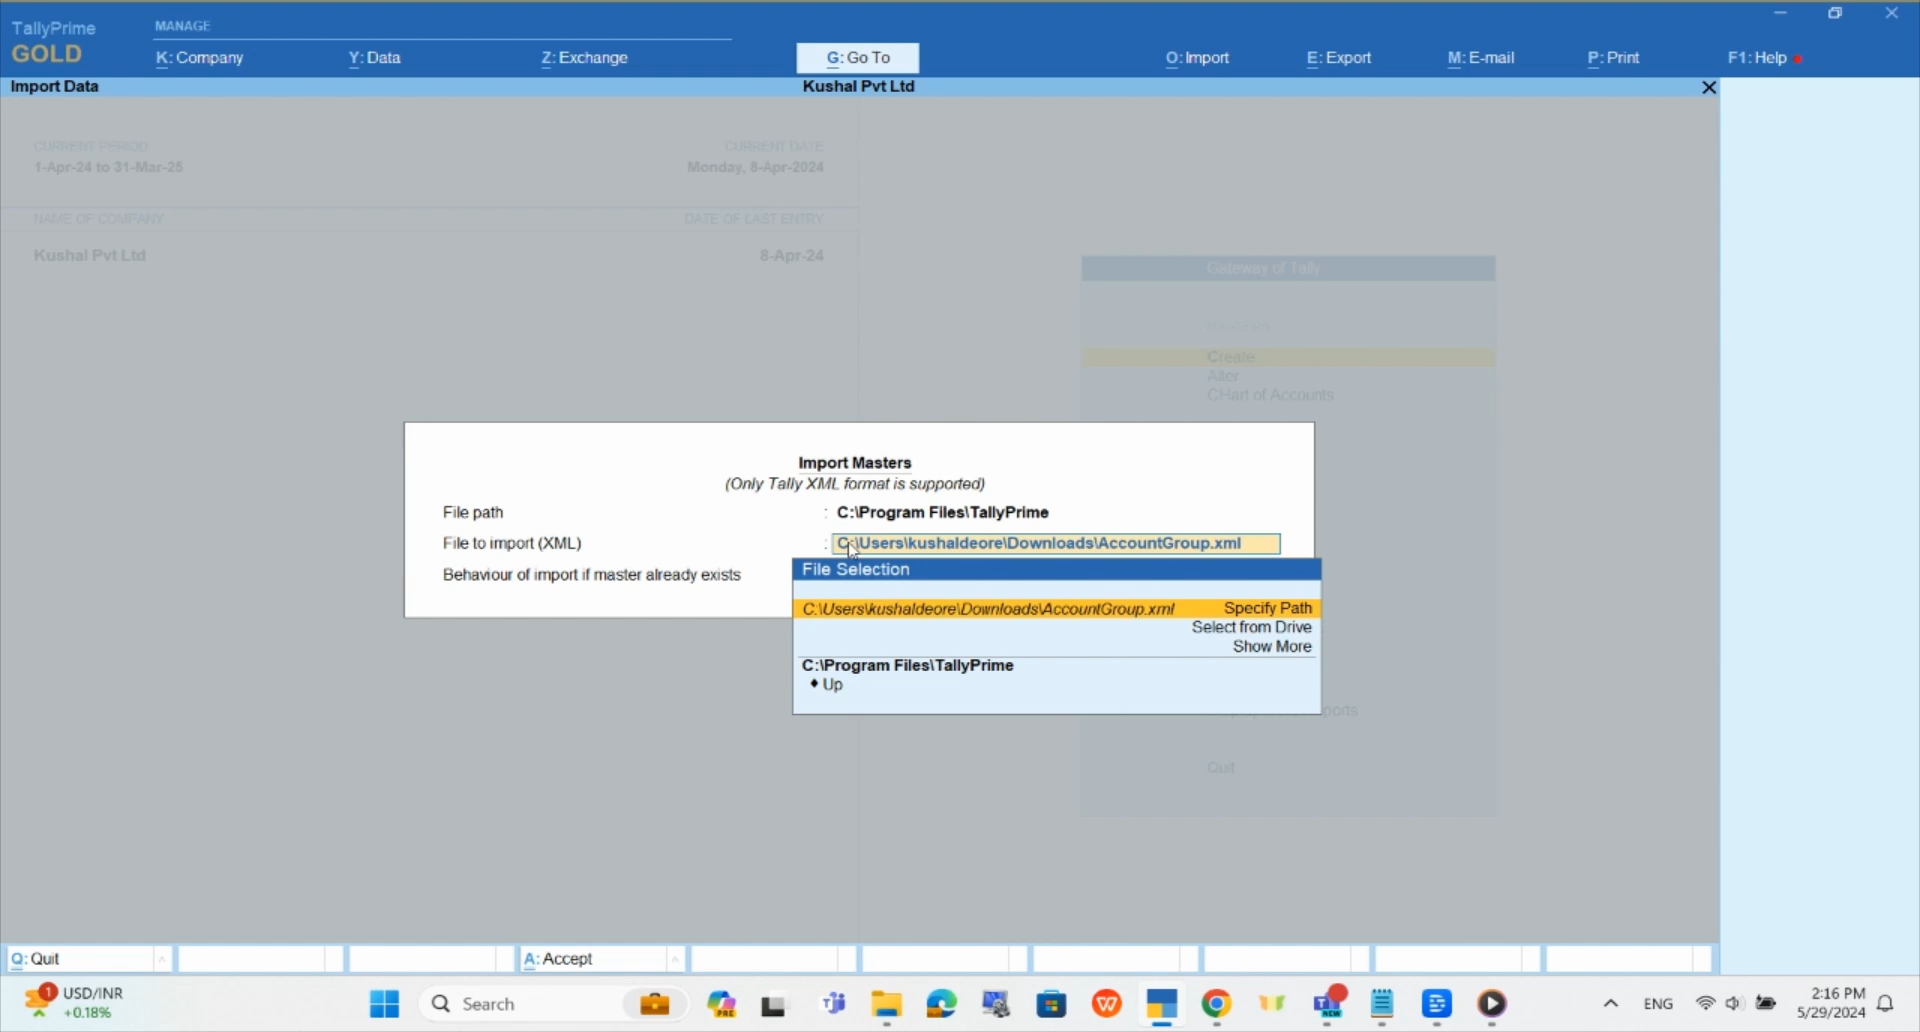 TallyPrime
GOLD
MANAGE
K: Company
Y: Data
Z: Exchange
G: Go To
O: Import
E: Export
M: E-mail
P: Print
F1: Help
Import Data
Kushal Pvt Ltd
CURRENT PERIOD
CURRENT DATE
1-Apr-24 to 31-Mar-25
Monday, 8-Apr-2024
NAME OF COMPANY
DATE OF LAST ENTRY
Kushal Pvt Ltd
8-Apr-24
Gateway of Tally
MASTERS
Create
Alter
CHart of Accounts
Import Masters
(Only Tally XML format is supported)
File path : C:\Program Files\TallyPrime
File to import (XML) : C:\Users\kushaldeore\Downloads\AccountGroup.xml
Behaviour of import if master already exists
File Selection
C:\Users\kushaldeore\Downloads\AccountGroup.xml Specify Path
Select from Drive
Show More
C:\Program Files\TallyPrime
♦ Up
Quit
Q: Quit
A: Accept
1
USD/INR
+0.18%
Search
PRE
NEW
ENG
2:16 PM
5/29/2024